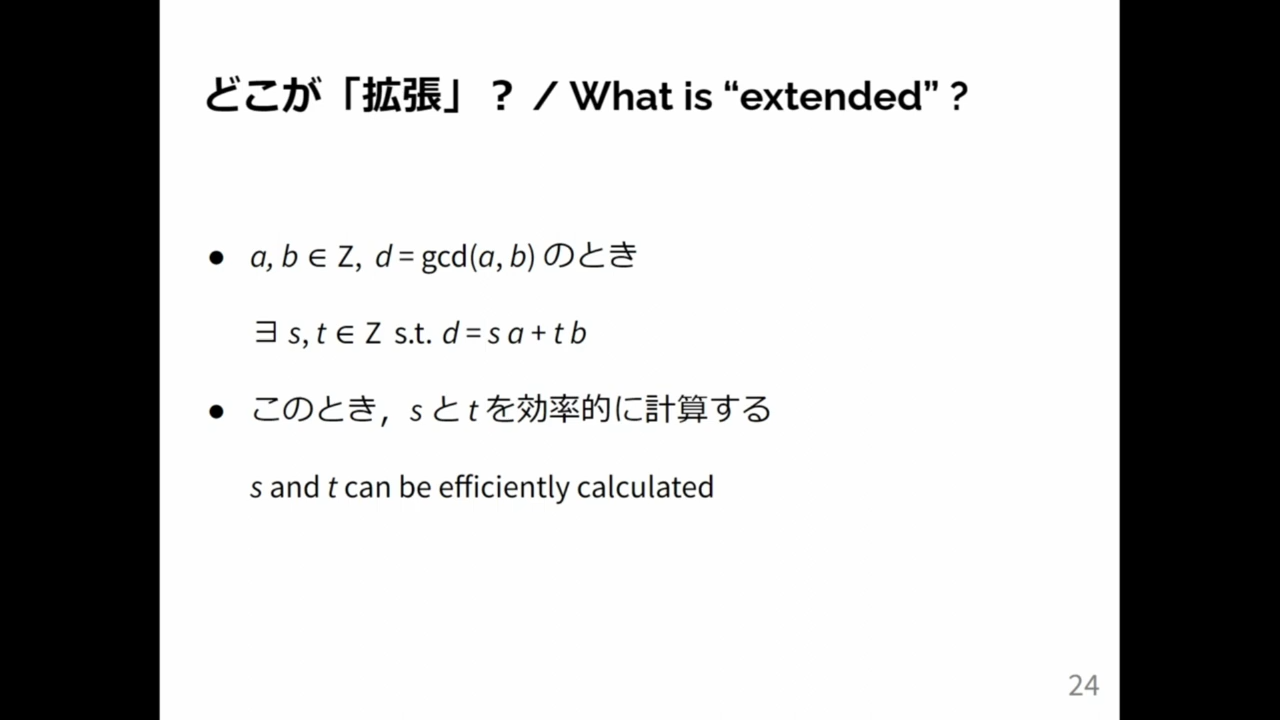 どこが「拡張」？ / What is “extended” ?
● a, b ∈ Z, d = gcd(a, b) のとき
∃ s, t ∈ Z s.t. d = s a + t b
● このとき，s と t を効率的に計算する
s and t can be efficiently calculated
24